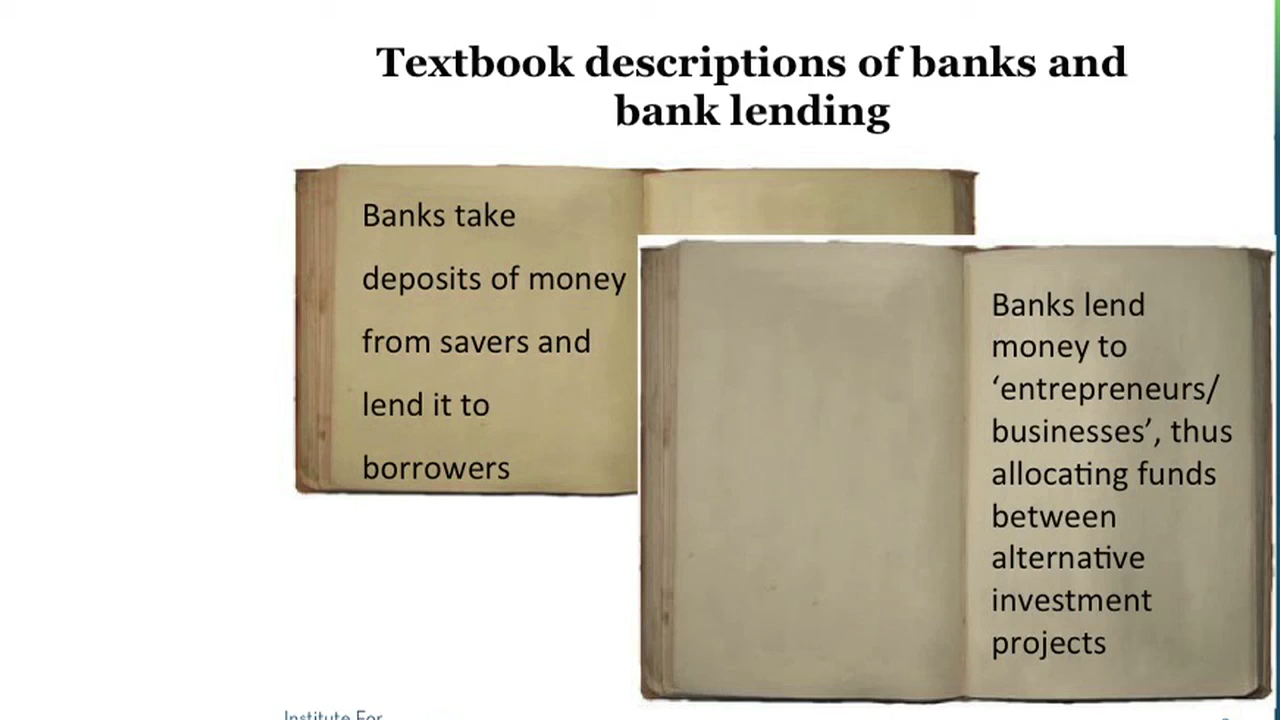 Textbook descriptions of banks and
bank lending
Banks take
deposits of money
from savers and
lend it to
borrowers
Banks lend
money to
‘entrepreneurs/
businesses’, thus
allocating funds
between
alternative
investment
projects
Institute For